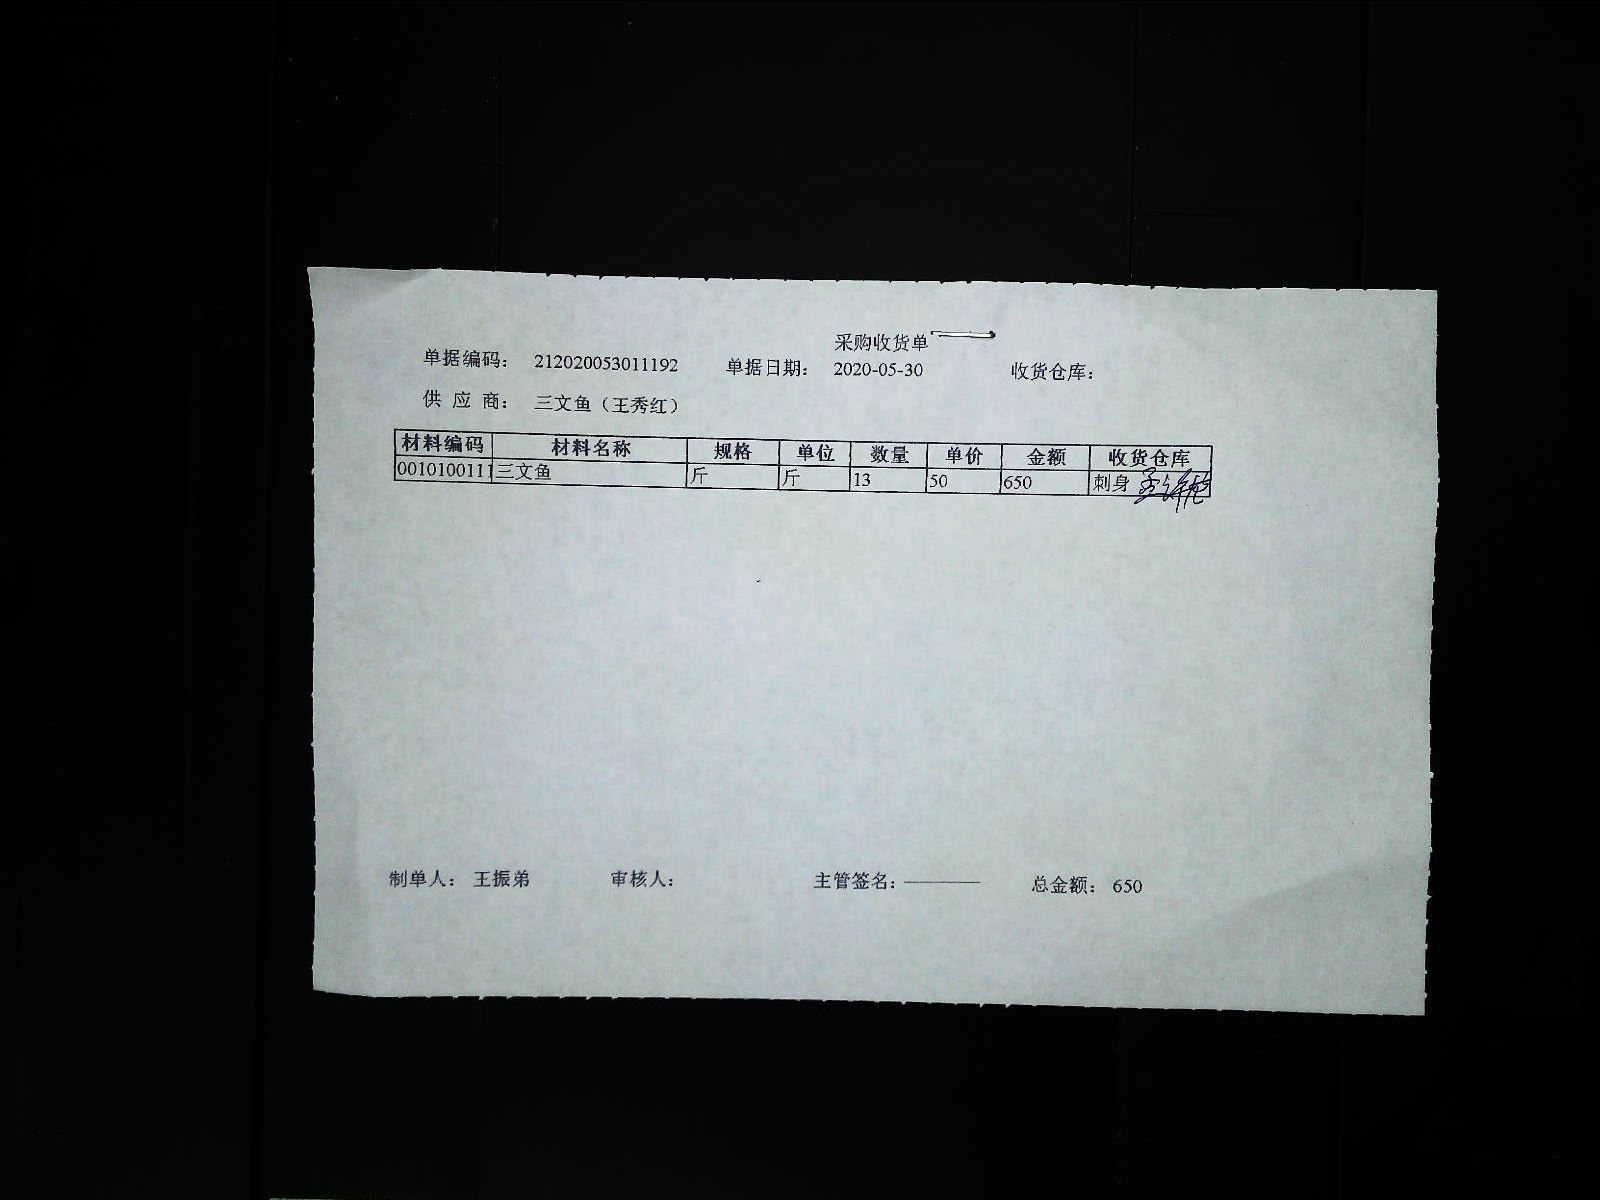 采购收货单
单据编码: 212020053011192 单据日期: 2020-05-30 收货仓库:
供 应 商: 三文鱼（王秀红）
材料编码 材料名称 规格 单位 数量 单价 金额 收货仓库
0010100111 三文鱼 斤 斤 13 50 650 刺身
制单人: 王振弟 审核人: 主管签名: 总金额: 650